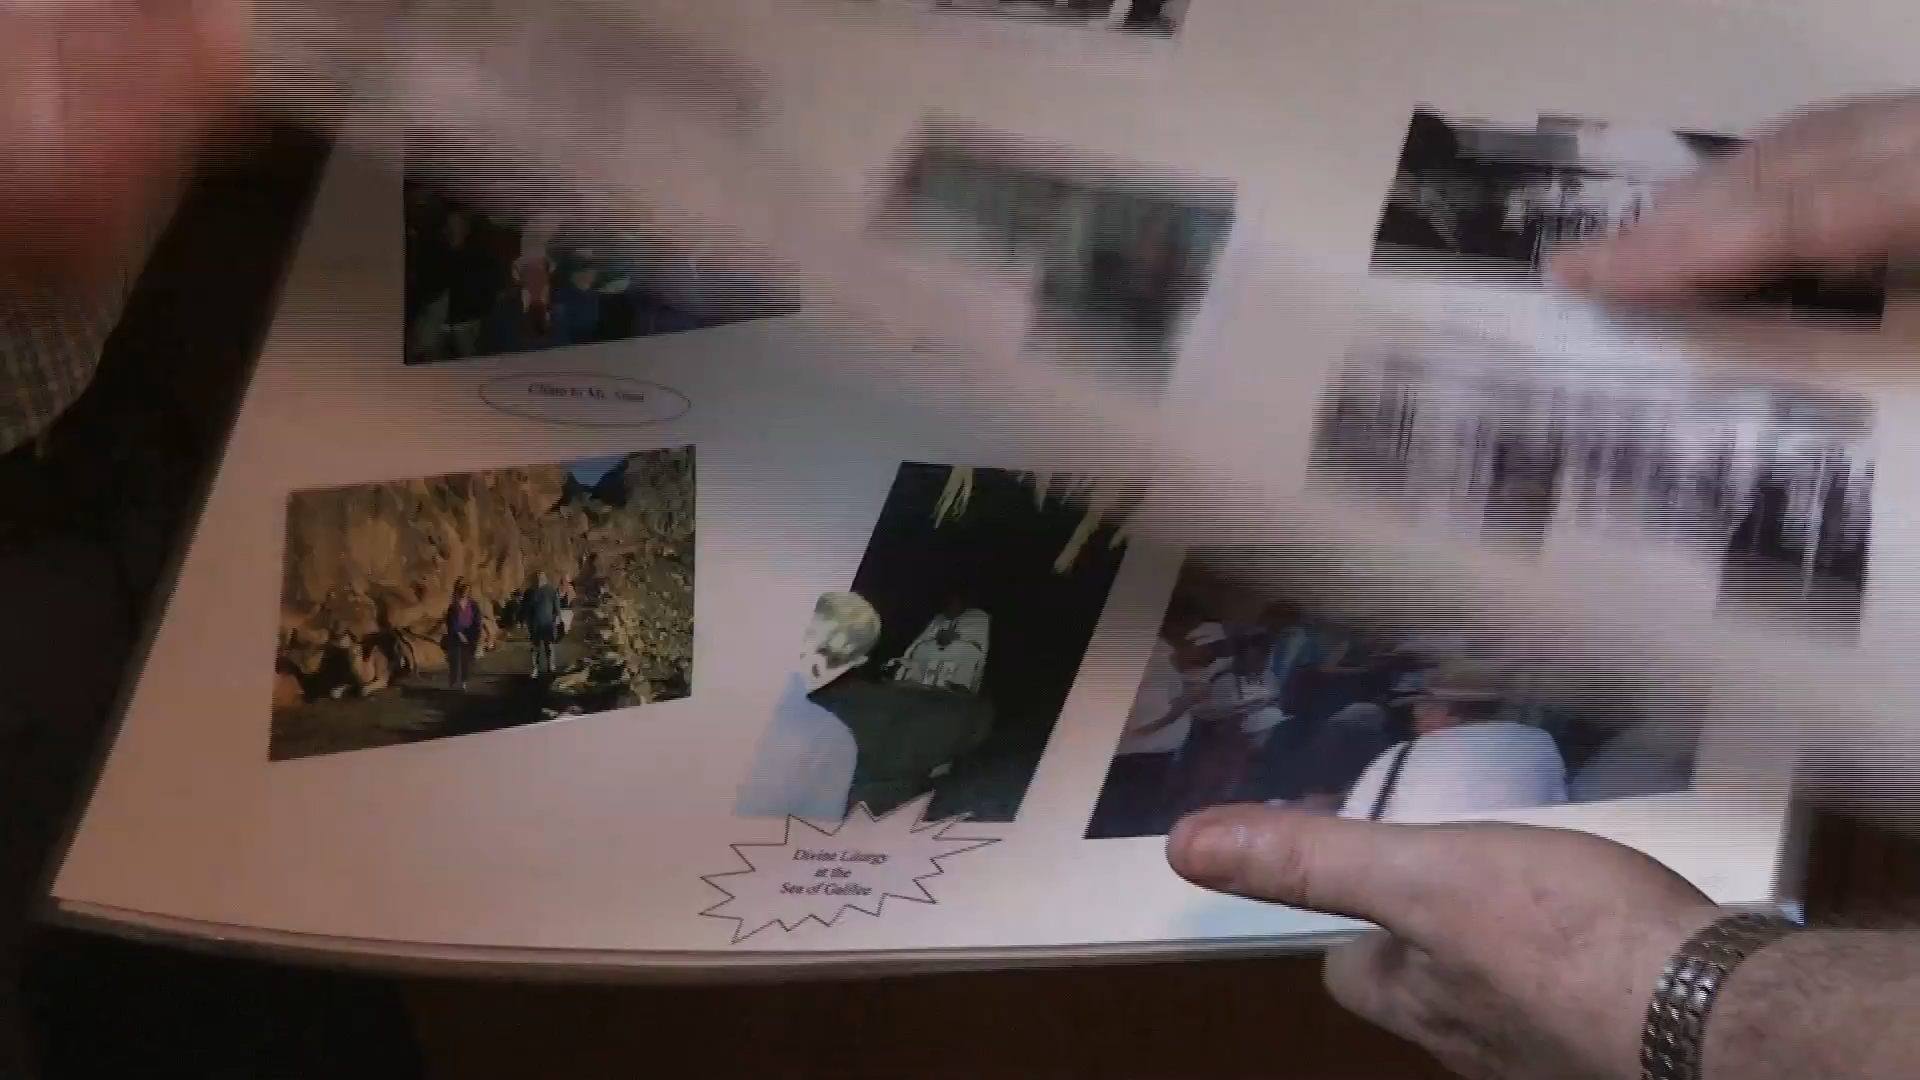 Climb to Mt. Sinai
Divine Liturgy
at the
Sea of Galilee